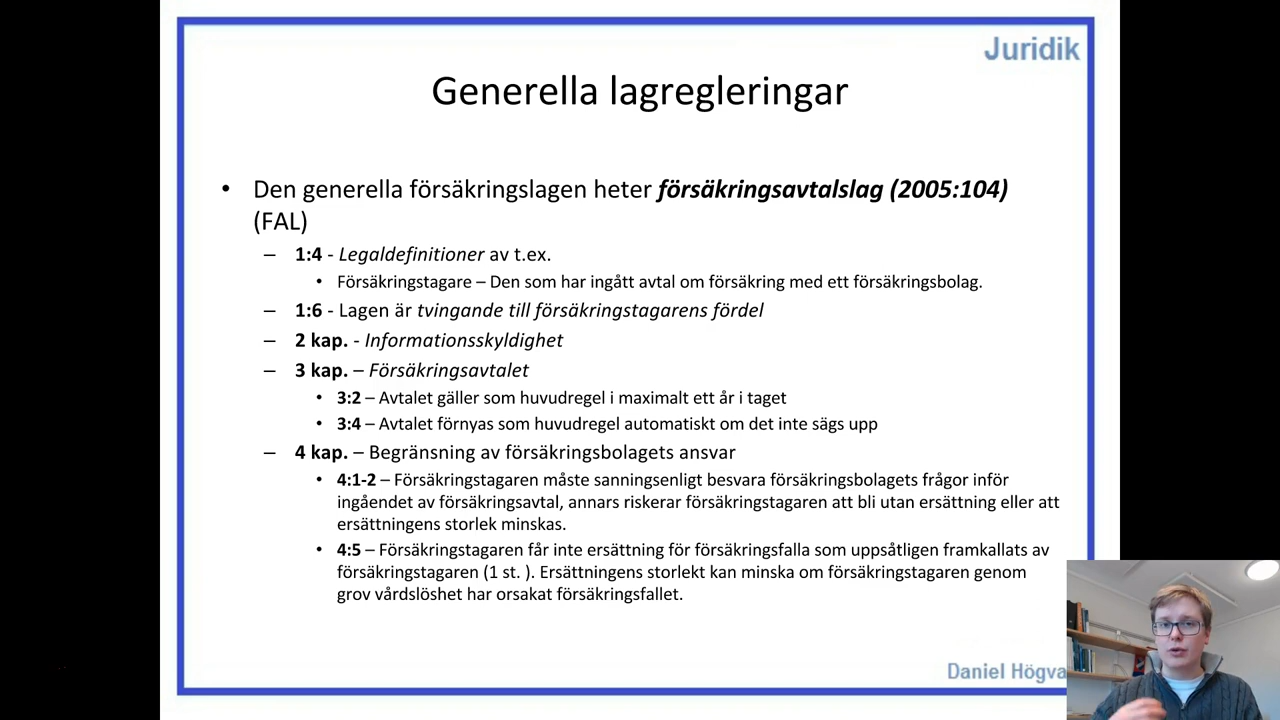 Juridik
Generella lagregleringar
• Den generella försäkringslagen heter försäkringsavtalslag (2005:104)
(FAL)
– 1:4 - Legaldefinitioner av t.ex.
• Försäkringstagare – Den som har ingått avtal om försäkring med ett försäkringsbolag.
– 1:6 - Lagen är tvingande till försäkringstagarens fördel
– 2 kap. - Informationsskyldighet
– 3 kap. – Försäkringsavtalet
• 3:2 – Avtalet gäller som huvudregel i maximalt ett år i taget
• 3:4 – Avtalet förnyas som huvudregel automatiskt om det inte sägs upp
– 4 kap. – Begränsning av försäkringsbolagets ansvar
• 4:1-2 – Försäkringstagaren måste sanningsenligt besvara försäkringsbolagets frågor inför
ingåendet av försäkringsavtal, annars riskerar försäkringstagaren att bli utan ersättning eller att
ersättningens storlek minskas.
• 4:5 – Försäkringstagaren får inte ersättning för försäkringsfalla som uppsåtligen framkallats av
försäkringstagaren (1 st. ). Ersättningens storlekt kan minska om försäkringstagaren genom
grov vårdslöshet har orsakat försäkringsfallet.
Daniel Högva